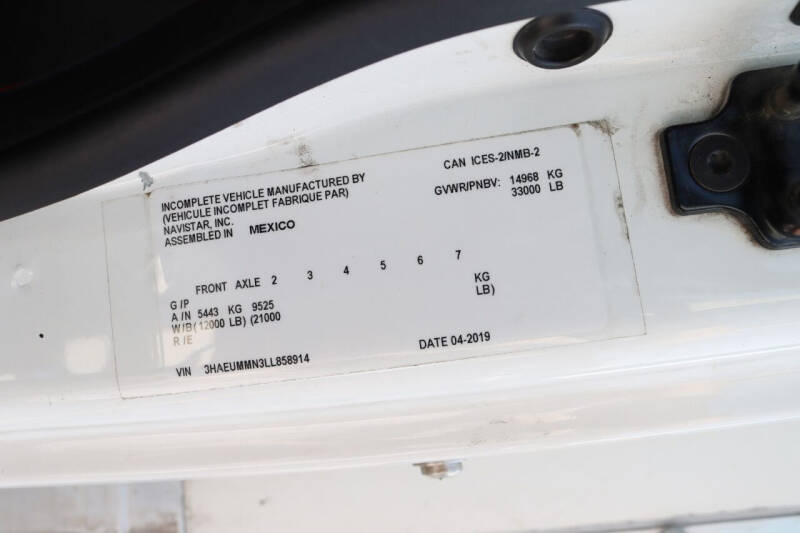 INCOMPLETE VEHICLE MANUFACTURED BY
(VEHICULE INCOMPLET FABRIQUE PAR)
NAVISTAR, INC.
ASSEMBLED IN MEXICO
CAN ICES-2/NMB-2
GVWR/PNBV: 14968 KG
33000 LB
FRONT AXLE 2 3 4 5 6 7
G/P KG
A/N 5443 KG 9525 LB)
W/B(12000 LB) (21000
R/E
DATE 04-2019
VIN 3HAEUMMN3LL858914